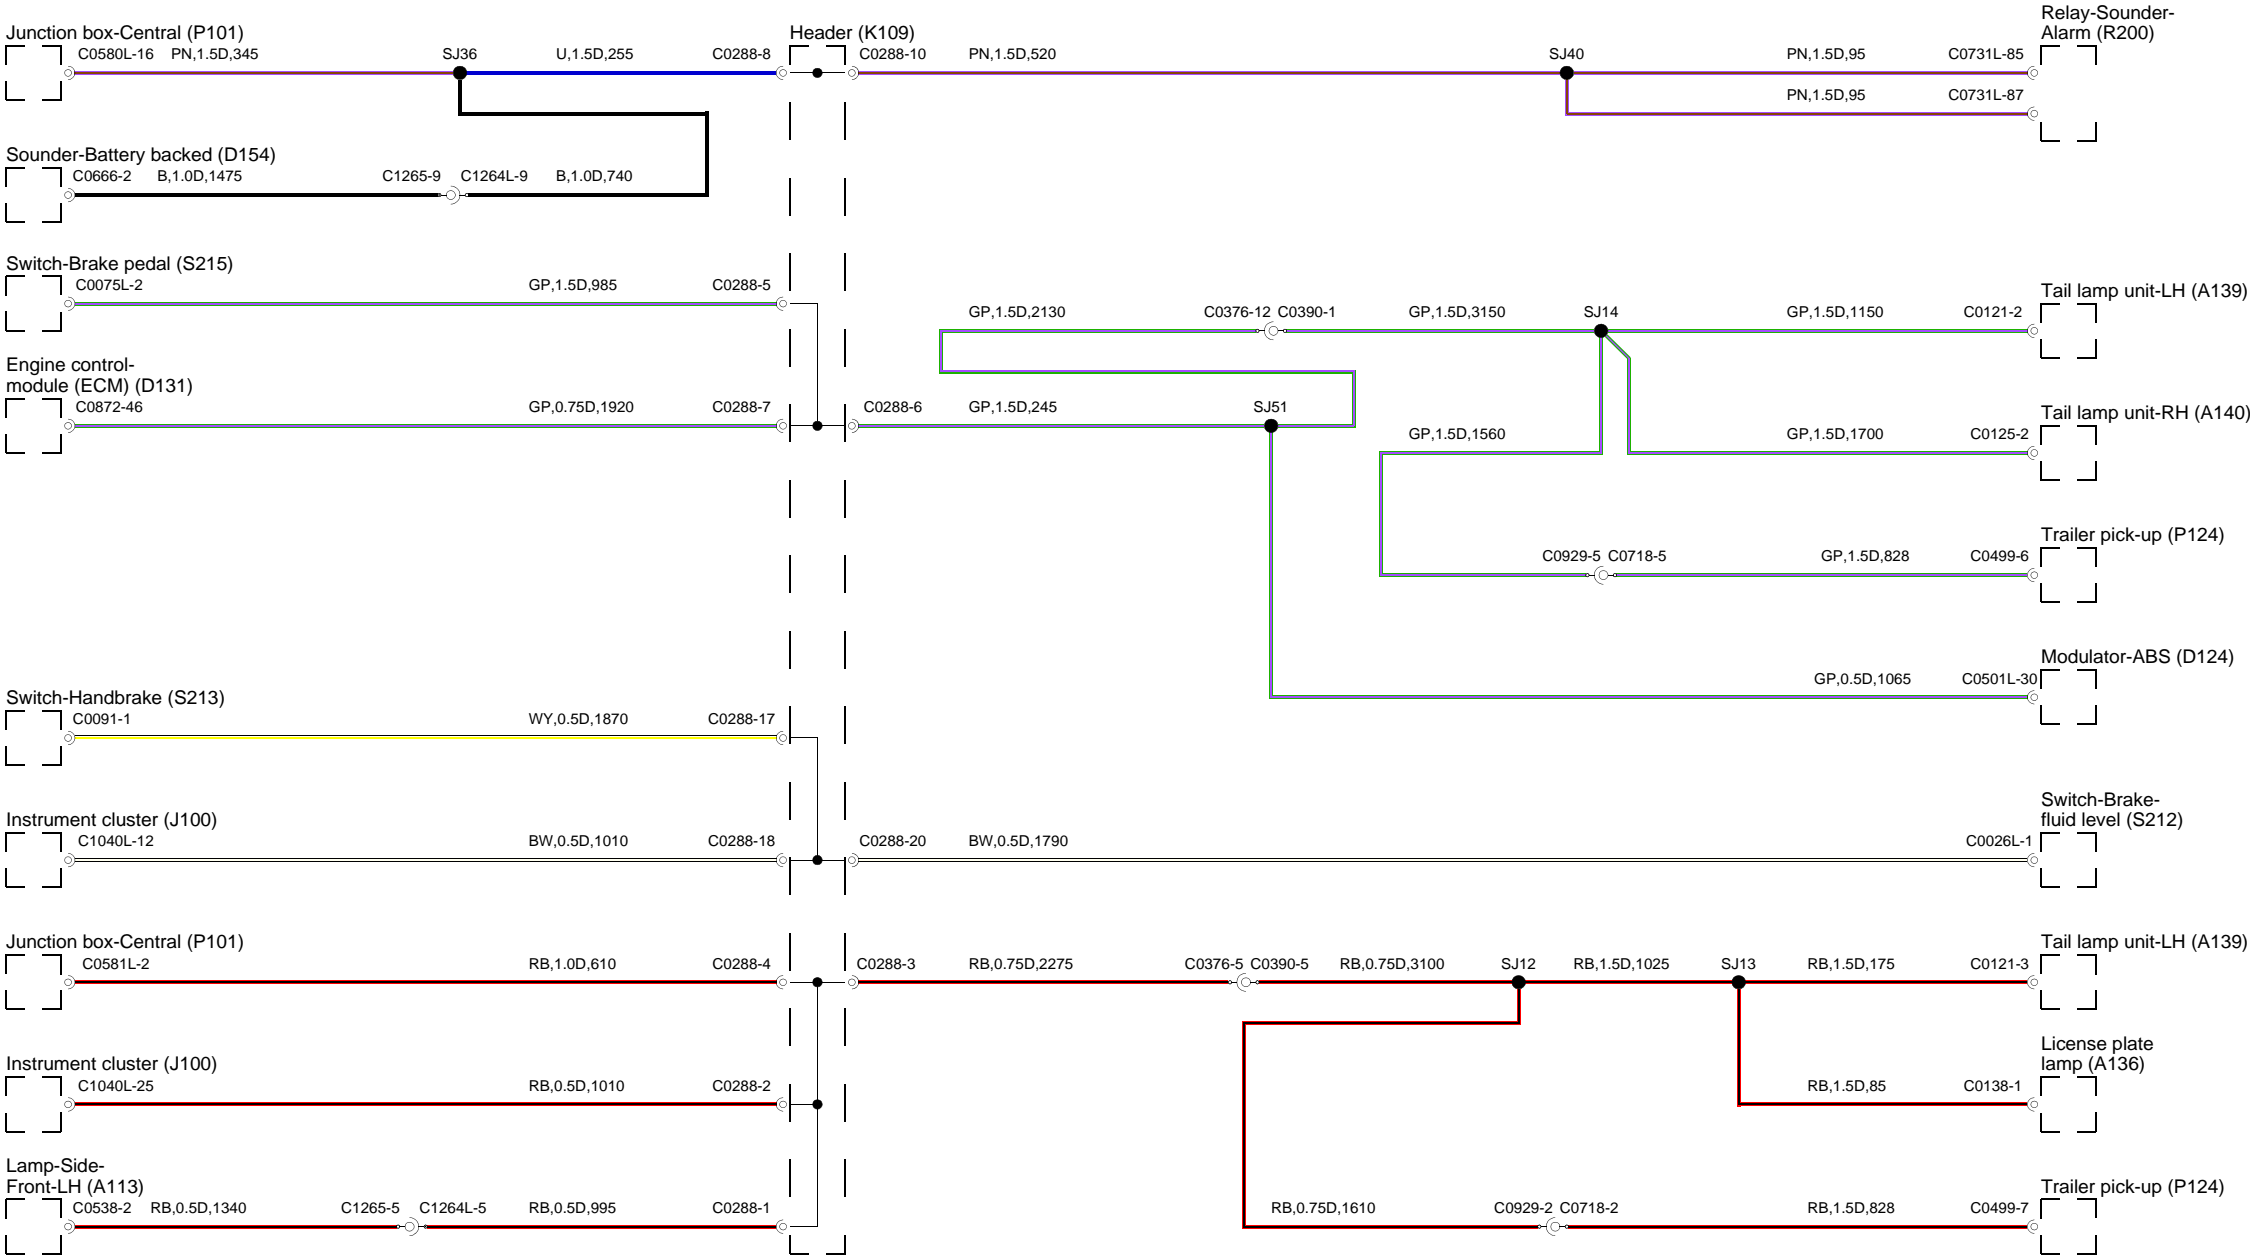 Junction box-Central (P101)
Header (K109)
Relay-Sounder-
Alarm (R200)
C0580L-16 PN,1.5D,345 SJ36 U,1.5D,255 C0288-8 C0288-10 PN,1.5D,520 SJ40 PN,1.5D,95 C0731L-85
PN,1.5D,95 C0731L-87
Sounder-Battery backed (D154)
C0666-2 B,1.0D,1475 C1265-9 C1264L-9 B,1.0D,740
Switch-Brake pedal (S215)
C0075L-2 GP,1.5D,985 C0288-5
Tail lamp unit-LH (A139)
GP,1.5D,2130 C0376-12 C0390-1 GP,1.5D,3150 SJ14 GP,1.5D,1150 C0121-2
Engine control-
module (ECM) (D131)
C0872-46 GP,0.75D,1920 C0288-7 C0288-6 GP,1.5D,245 SJ51
Tail lamp unit-RH (A140)
GP,1.5D,1560 GP,1.5D,1700 C0125-2
Trailer pick-up (P124)
C0929-5 C0718-5 GP,1.5D,828 C0499-6
Modulator-ABS (D124)
GP,0.5D,1065 C0501L-30
Switch-Handbrake (S213)
C0091-1 WY,0.5D,1870 C0288-17
Switch-Brake-
fluid level (S212)
Instrument cluster (J100)
C1040L-12 BW,0.5D,1010 C0288-18 C0288-20 BW,0.5D,1790 C0026L-1
Junction box-Central (P101)
Tail lamp unit-LH (A139)
C0581L-2 RB,1.0D,610 C0288-4 C0288-3 RB,0.75D,2275 C0376-5 C0390-5 RB,0.75D,3100 SJ12 RB,1.5D,1025 SJ13 RB,1.5D,175 C0121-3
License plate
lamp (A136)
Instrument cluster (J100)
C1040L-25 RB,0.5D,1010 C0288-2 RB,1.5D,85 C0138-1
Lamp-Side-
Front-LH (A113)
Trailer pick-up (P124)
C0538-2 RB,0.5D,1340 C1265-5 C1264L-5 RB,0.5D,995 C0288-1 RB,0.75D,1610 C0929-2 C0718-2 RB,1.5D,828 C0499-7